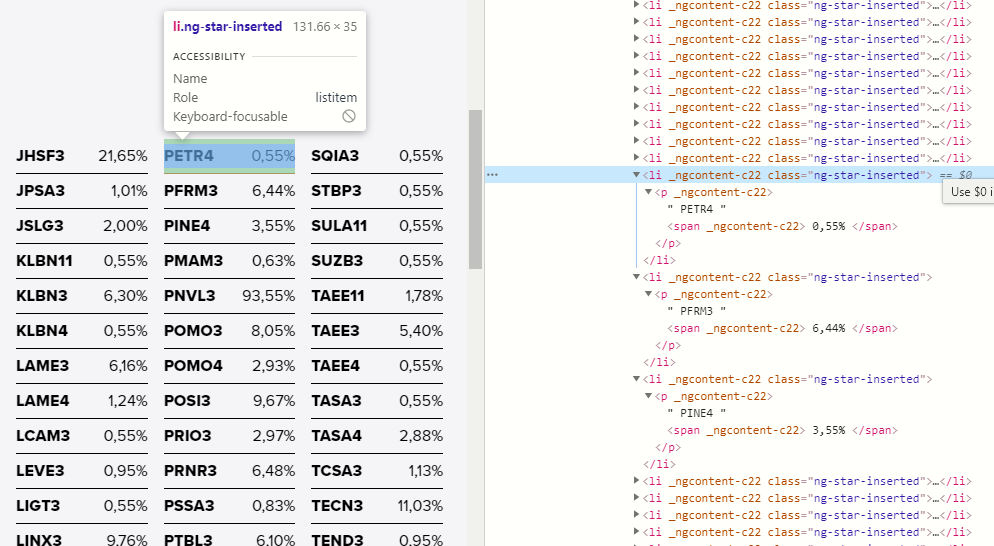 li.ng-star-inserted 131.66 × 35
ACCESSIBILITY
Name
Role listitem
Keyboard-focusable
JHSF3 21,65% PETR4 0,55% SQIA3 0,55%
JPSA3 1,01% PFRM3 6,44% STBP3 0,55%
JSLG3 2,00% PINE4 3,55% SULA11 0,55%
KLBN11 0,55% PMAM3 0,63% SUZB3 0,55%
KLBN3 6,30% PNVL3 93,55% TAEE11 1,78%
KLBN4 0,55% POMO3 8,05% TAEE3 5,40%
LAME3 6,16% POMO4 2,93% TAEE4 0,55%
LAME4 1,24% POSI3 9,67% TASA3 0,55%
LCAM3 0,55% PRIO3 2,97% TASA4 2,88%
LEVE3 0,95% PRNR3 6,48% TCSA3 1,13%
LIGT3 0,55% PSSA3 0,83% TECN3 11,03%
LINX3 9,76% PTBL3 6,10% TEND3 0,95%
<li _ngcontent-c22 class="ng-star-inserted">…</li>
<li _ngcontent-c22 class="ng-star-inserted">…</li>
<li _ngcontent-c22 class="ng-star-inserted">…</li>
<li _ngcontent-c22 class="ng-star-inserted">…</li>
<li _ngcontent-c22 class="ng-star-inserted">…</li>
<li _ngcontent-c22 class="ng-star-inserted">…</li>
<li _ngcontent-c22 class="ng-star-inserted">…</li>
<li _ngcontent-c22 class="ng-star-inserted">…</li>
<li _ngcontent-c22 class="ng-star-inserted">…</li>
<li _ngcontent-c22 class="ng-star-inserted">…</li>
<li _ngcontent-c22 class="ng-star-inserted"> == $0
Use $0 i
<p _ngcontent-c22>
" PETR4 "
<span _ngcontent-c22> 0,55% </span>
</p>
</li>
<li _ngcontent-c22 class="ng-star-inserted">
<p _ngcontent-c22>
" PFRM3 "
<span _ngcontent-c22> 6,44% </span>
</p>
</li>
<li _ngcontent-c22 class="ng-star-inserted">
<p _ngcontent-c22>
" PINE4 "
<span _ngcontent-c22> 3,55% </span>
</p>
</li>
<li _ngcontent-c22 class="ng-star-inserted">…</li>
<li _ngcontent-c22 class="ng-star-inserted">…</li>
<li _ngcontent-c22 class="ng-star-inserted">…</li>
<li _ngcontent-c22 class="ng-star-inserted">…</li>